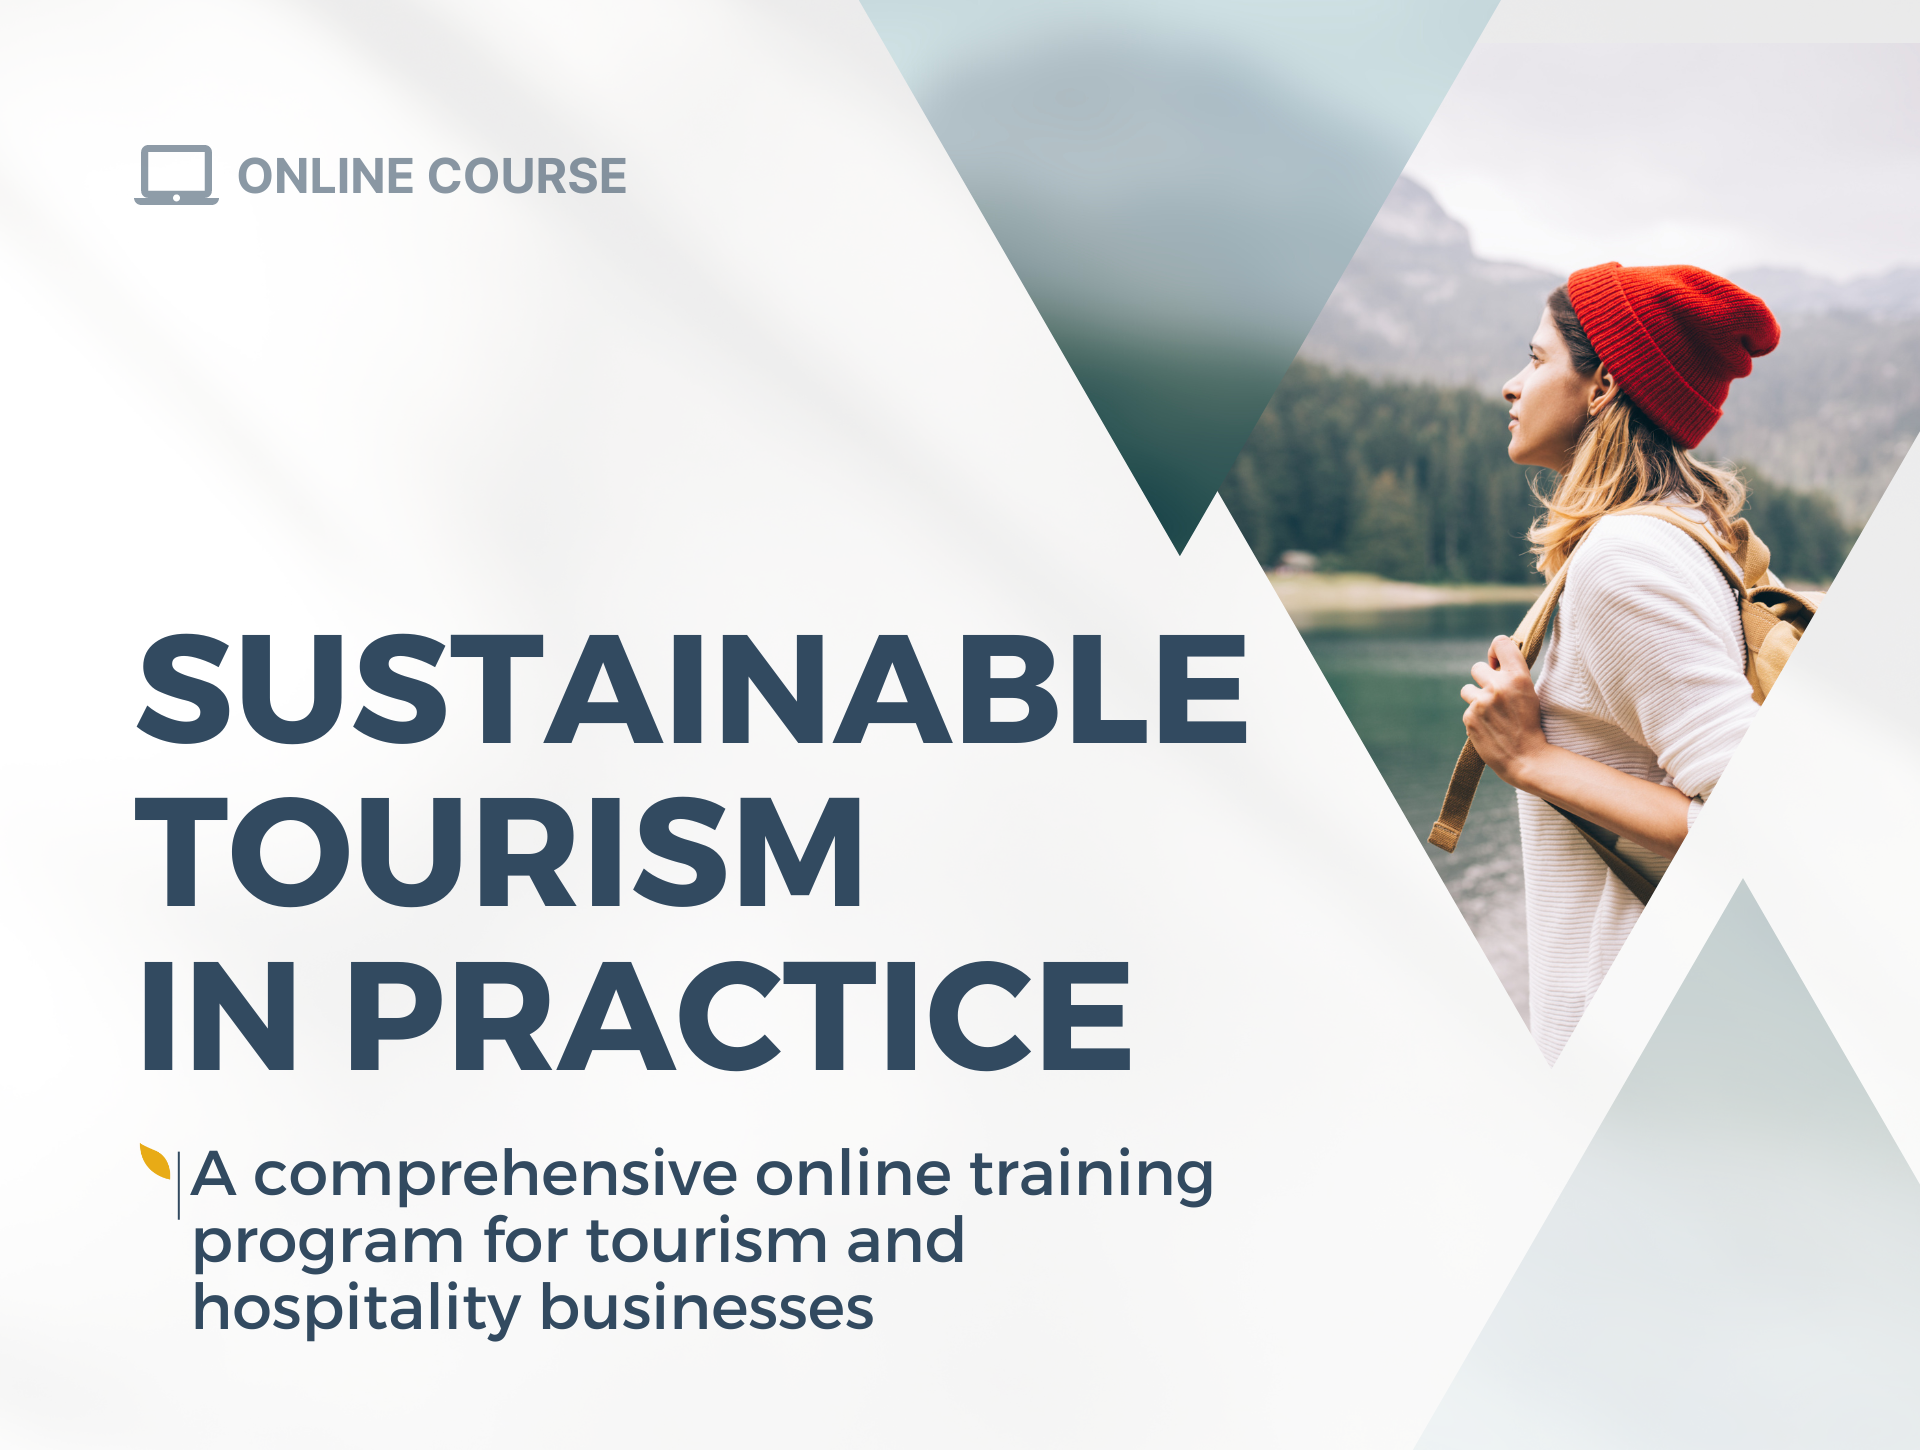 ONLINE COURSE
SUSTAINABLE
TOURISM
IN PRACTICE
A comprehensive online training
program for tourism and
hospitality businesses